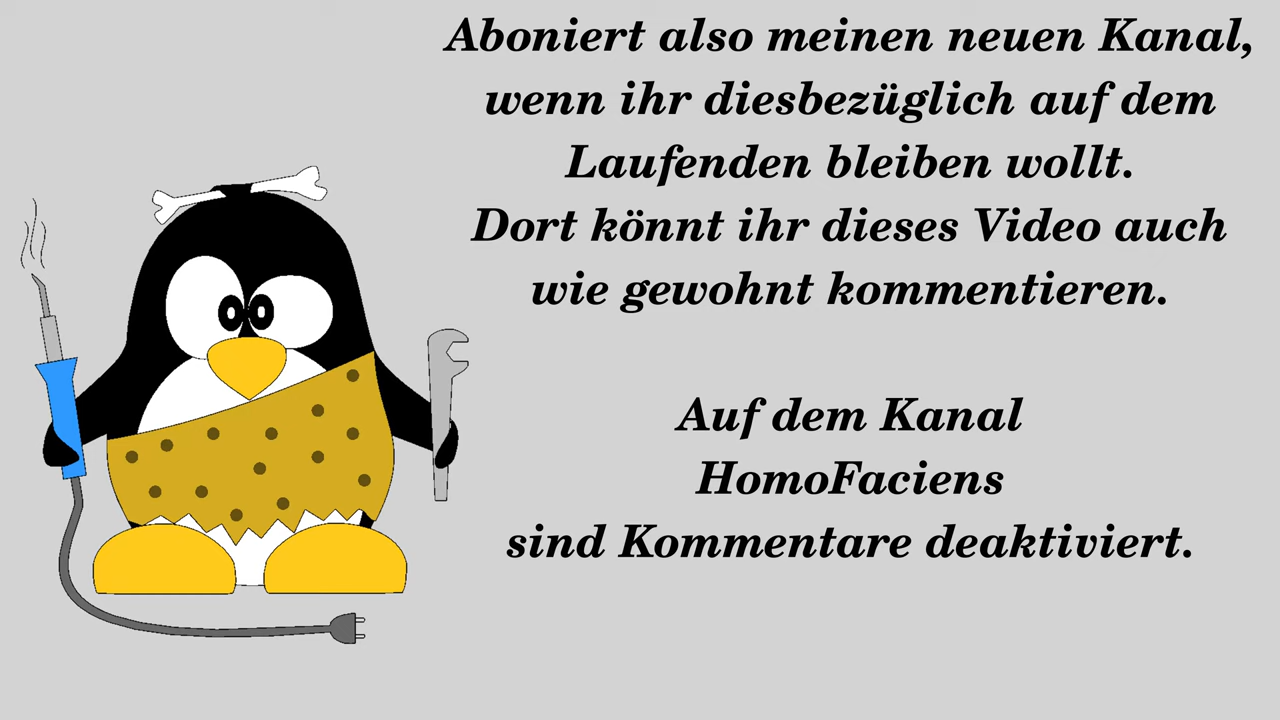 Aboniert also meinen neuen Kanal,
wenn ihr diesbezüglich auf dem
Laufenden bleiben wollt.
Dort könnt ihr dieses Video auch
wie gewohnt kommentieren.
Auf dem Kanal
HomoFaciens
sind Kommentare deaktiviert.